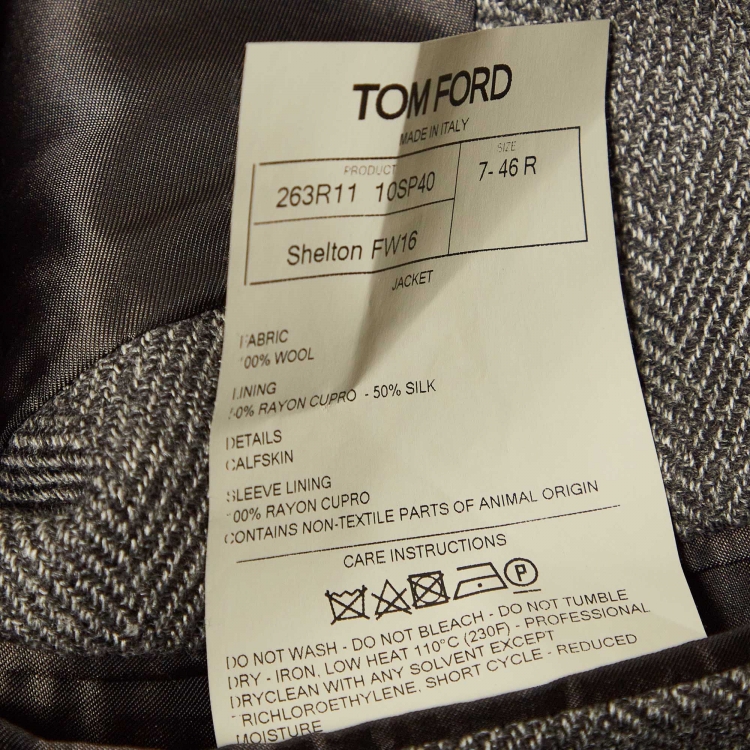 TOM FORD
MADE IN ITALY
PRODUCT
SIZE
263R11 10SP40
7- 46 R
Shelton FW16
JACKET
FABRIC
100% WOOL
LINING
50% RAYON CUPRO - 50% SILK
DETAILS
CALFSKIN
SLEEVE LINING
100% RAYON CUPRO
CONTAINS NON-TEXTILE PARTS OF ANIMAL ORIGIN
CARE INSTRUCTIONS
P
DO NOT WASH - DO NOT BLEACH - DO NOT TUMBLE
DRY - IRON, LOW HEAT 110°C (230F) - PROFESSIONAL
DRYCLEAN WITH ANY SOLVENT EXCEPT
TRICHLOROETHYLENE, SHORT CYCLE - REDUCED
MOISTURE